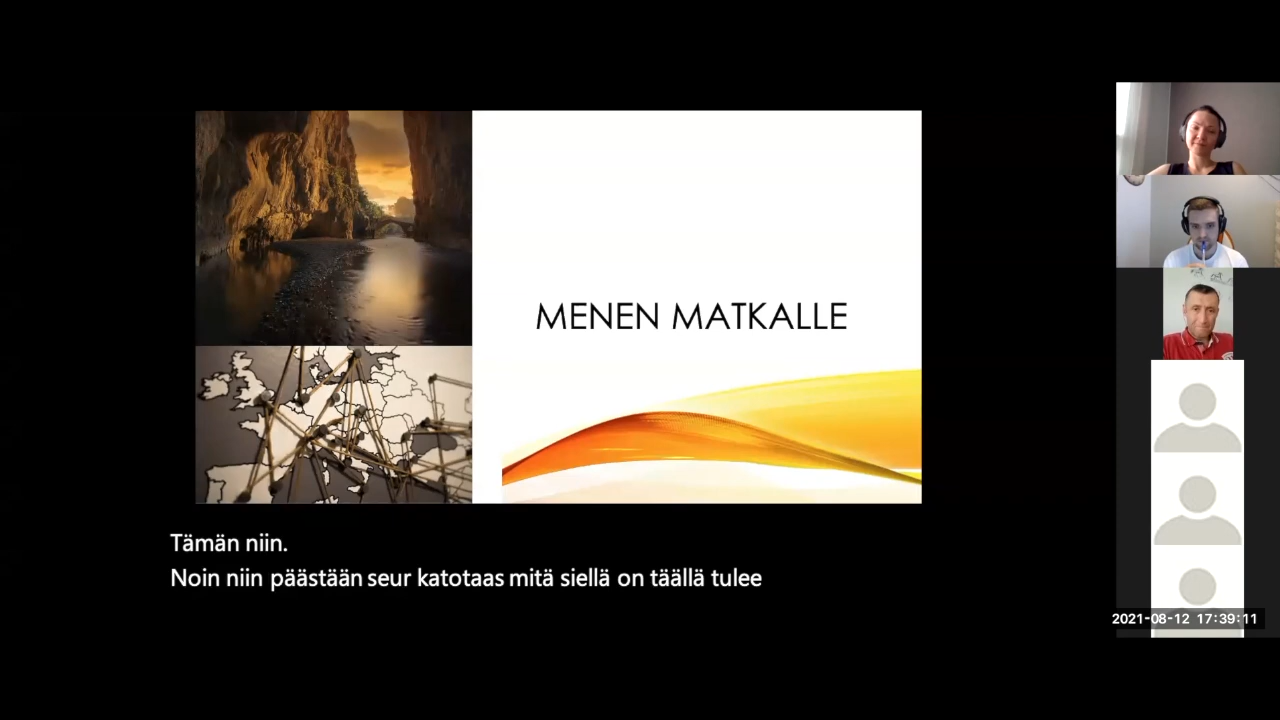 MENEN MATKALLE
Tämän niin.
Noin niin päästään seur katotaas mitä siellä on täällä tulee
2021-08-12 17:39:11